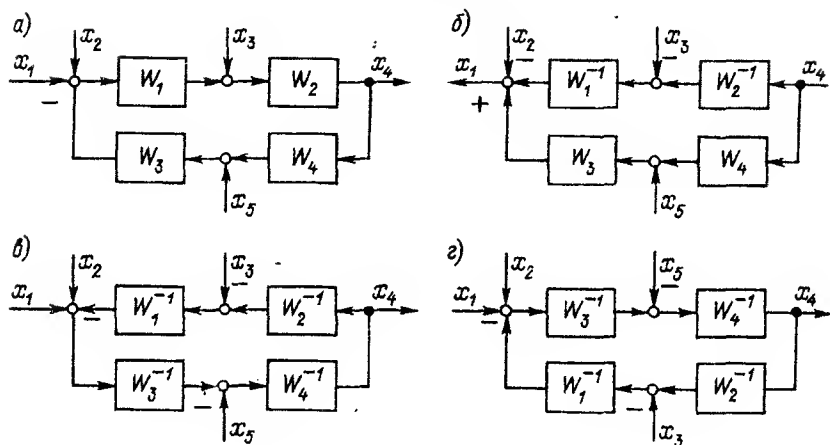 а)
x₂
x₃
x₁
W₁
W₂
x₄
−
W₃
W₄
x₅
б)
x₂
−
−
x₃
x₁
W₁⁻¹
W₂⁻¹
x₄
+
W₃
W₄
x₅
в)
x₂
x₃
−
x₁
−
W₁⁻¹
W₂⁻¹
x₄
W₃⁻¹
−
W₄⁻¹
x₅
г)
x₂
x₅
−
x₁
−
W₃⁻¹
W₄⁻¹
x₄
W₁⁻¹
−
W₂⁻¹
x₃